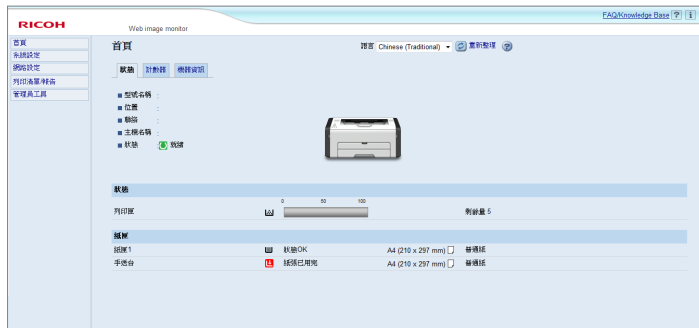 FAQ/Knowledge Base ? i
RICOH
Web image monitor
首頁
系統設定
網路設定
列印清單/報告
管理員工具
首頁
語言 Chinese (Traditional) 重新整理 ?
狀態 計數器 機器資訊
型號名稱 :
位置 :
聯絡 :
主機名稱 :
狀態 : 就緒
狀態
0 50 100
列印匣 剩餘量 5
紙匣
紙匣1 狀態OK A4 (210 x 297 mm) 普通紙
手送台 紙張已用完 A4 (210 x 297 mm) 普通紙